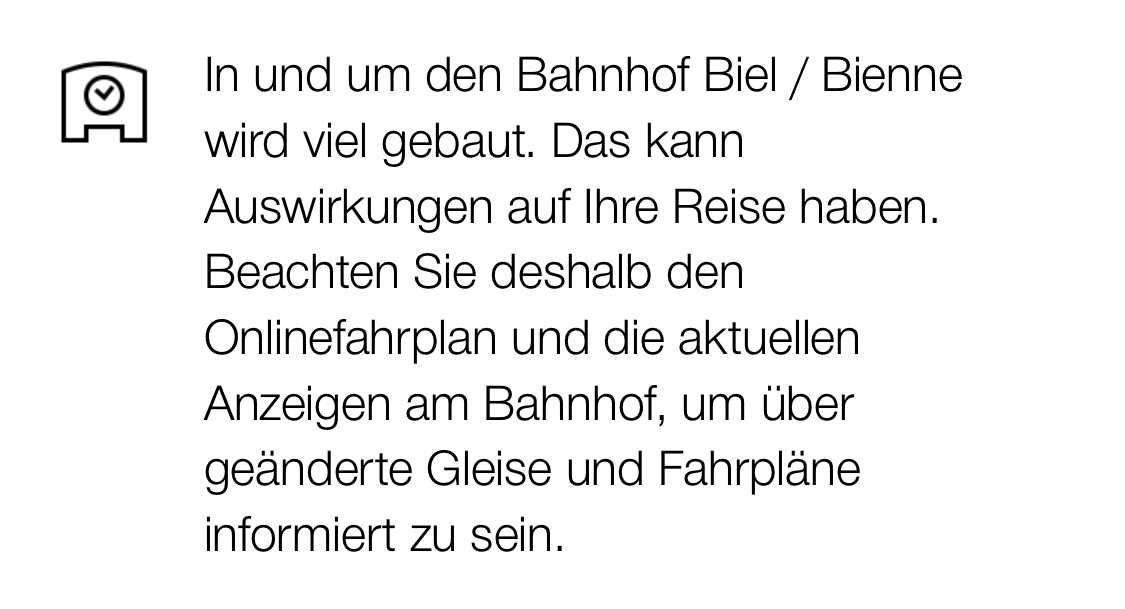 In und um den Bahnhof Biel / Bienne
wird viel gebaut. Das kann
Auswirkungen auf Ihre Reise haben.
Beachten Sie deshalb den
Onlinefahrplan und die aktuellen
Anzeigen am Bahnhof, um über
geänderte Gleise und Fahrpläne
informiert zu sein.